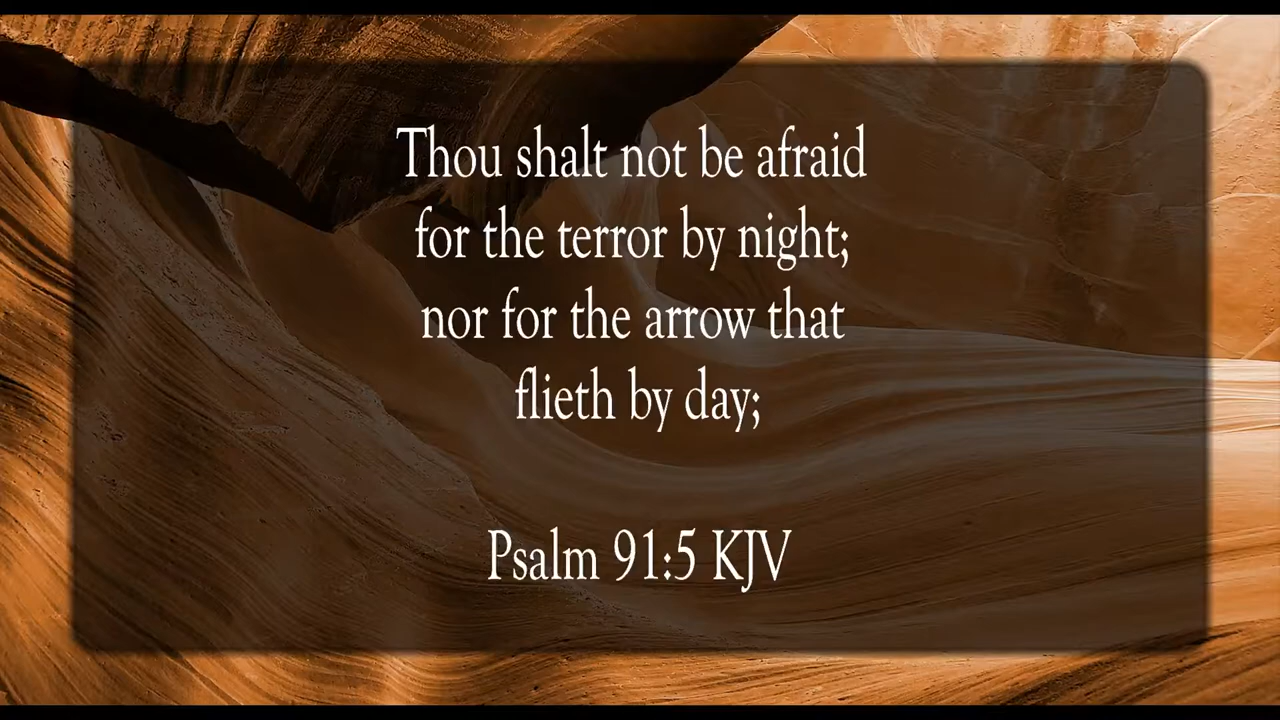 Thou shalt not be afraid
for the terror by night;
nor for the arrow that
flieth by day;
Psalm 91:5 KJV